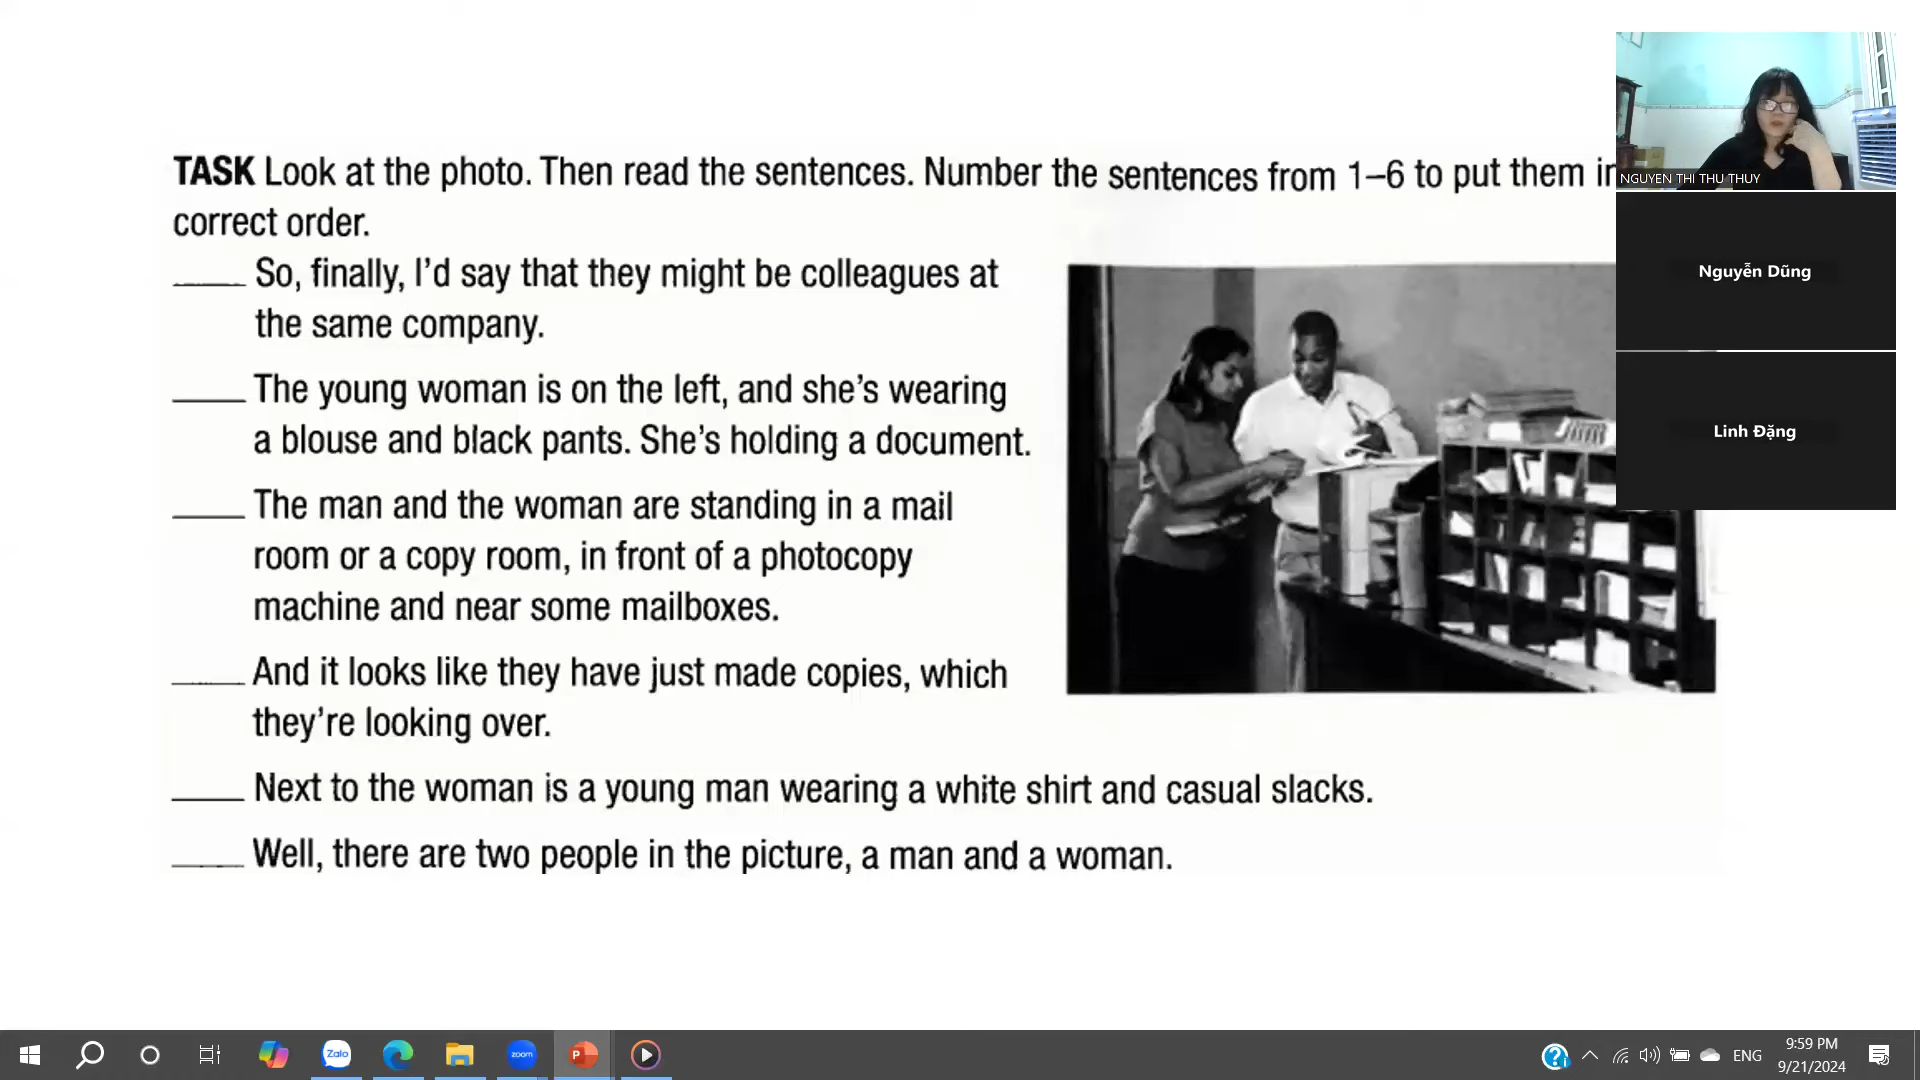 TASK Look at the photo. Then read the sentences. Number the sentences from 1–6 to put them in
correct order.
____ So, finally, I'd say that they might be colleagues at
the same company.
____ The young woman is on the left, and she's wearing
a blouse and black pants. She's holding a document.
____ The man and the woman are standing in a mail
room or a copy room, in front of a photocopy
machine and near some mailboxes.
____ And it looks like they have just made copies, which
they're looking over.
____ Next to the woman is a young man wearing a white shirt and casual slacks.
____ Well, there are two people in the picture, a man and a woman.
NGUYEN THI THU THUY
Nguyễn Dũng
Linh Đặng
Zalo
zoom
P
ENG
9:59 PM
9/21/2024